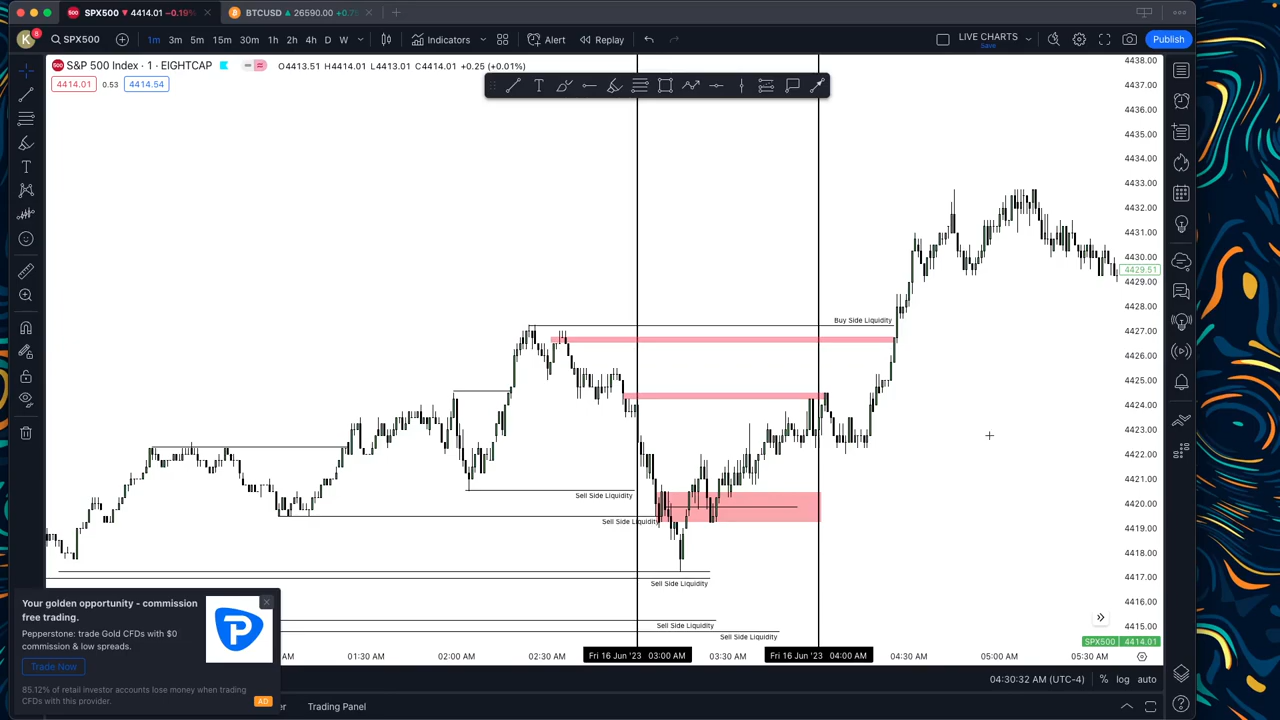 SPX500 4414.01 −0.19%
BTCUSD 26590.00 +0.7
K 8 SPX500 1m 3m 5m 15m 30m 1h 2h 4h D W Indicators Alert Replay LIVE CHARTS Save Publish
S&P 500 Index · 1 · EIGHTCAP O4413.51 H4414.01 L4413.01 C4414.01 +0.25 (+0.01%)
4414.01 0.53 4414.54
4438.00
4437.00
4436.00
4435.00
4434.00
4433.00
4432.00
4431.00
4430.00
4429.51
4429.00
4428.00
Buy Side Liquidity
4427.00
4426.00
4425.00
4424.00
4423.00
4422.00
4421.00
Sell Side Liquidity
4420.00
Sell Side Liquidity
4419.00
4418.00
4417.00
Sell Side Liquidity
4416.00
Sell Side Liquidity
4415.00
Sell Side Liquidity
SPX500 4414.01
Your golden opportunity - commission
free trading.
Pepperstone: trade Gold CFDs with $0
commission & low spreads.
Trade Now
85.12% of retail investor accounts lose money when trading
CFDs with this provider.
AD
AM 01:30 AM 02:00 AM 02:30 AM Fri 16 Jun '23 03:00 AM 03:30 AM Fri 16 Jun '23 04:00 AM 04:30 AM 05:00 AM 05:30 AM
04:30:32 AM (UTC-4) % log auto
er Trading Panel